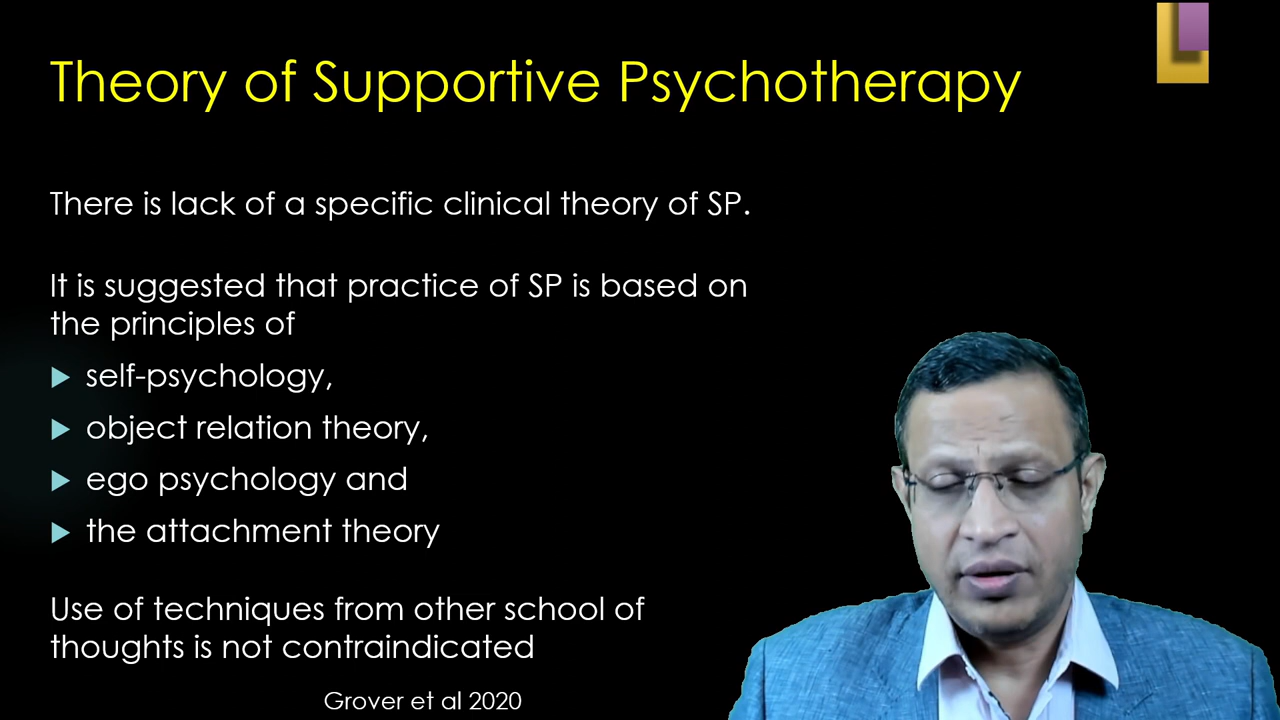 Theory of Supportive Psychotherapy
There is lack of a specific clinical theory of SP.
It is suggested that practice of SP is based on
the principles of
self-psychology,
object relation theory,
ego psychology and
the attachment theory
Use of techniques from other school of
thoughts is not contraindicated
Grover et al 2020